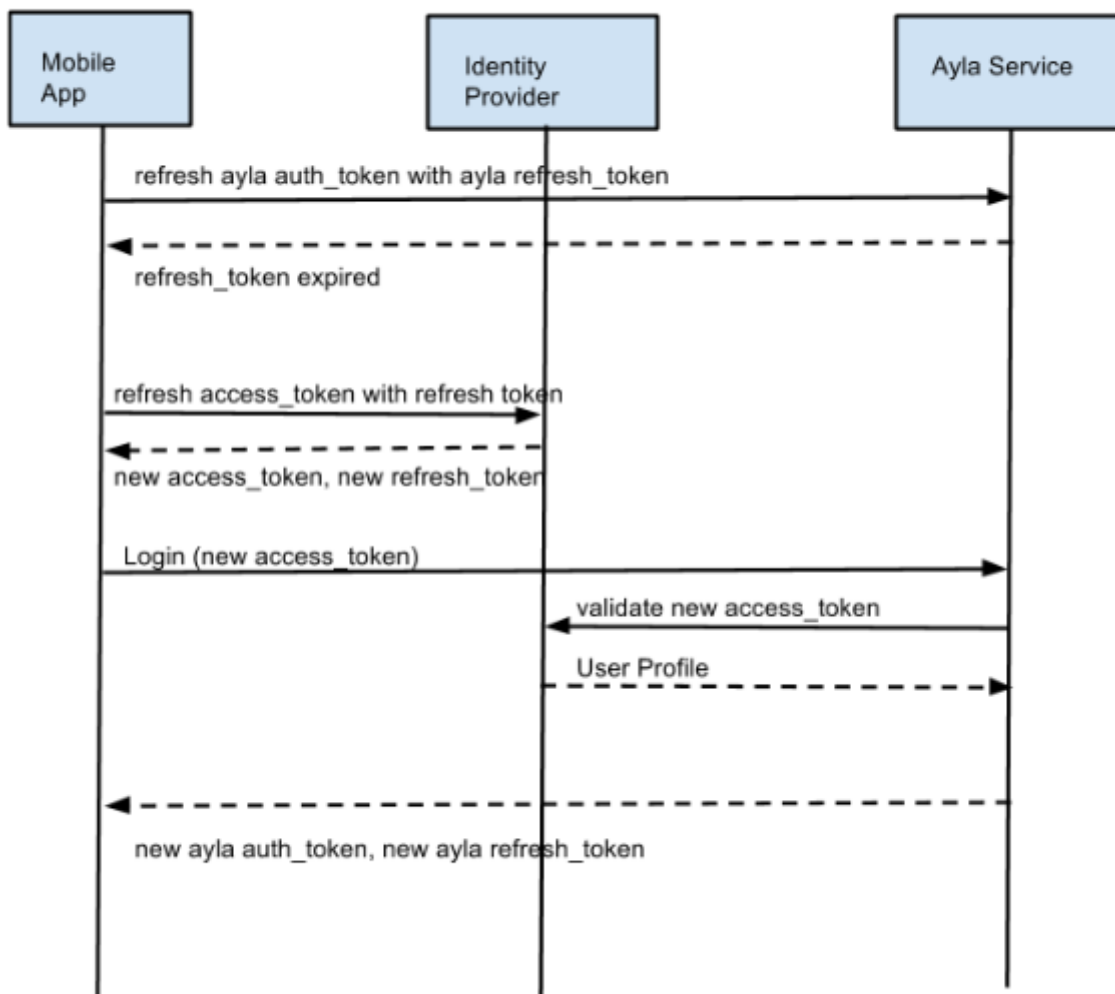 Mobile
App
Identity
Provider
Ayla Service
refresh ayla auth_token with ayla refresh_token
refresh_token expired
refresh access_token with refresh token
new access_token, new refresh_token
Login (new access_token)
validate new access_token
User Profile
new ayla auth_token, new ayla refresh_token